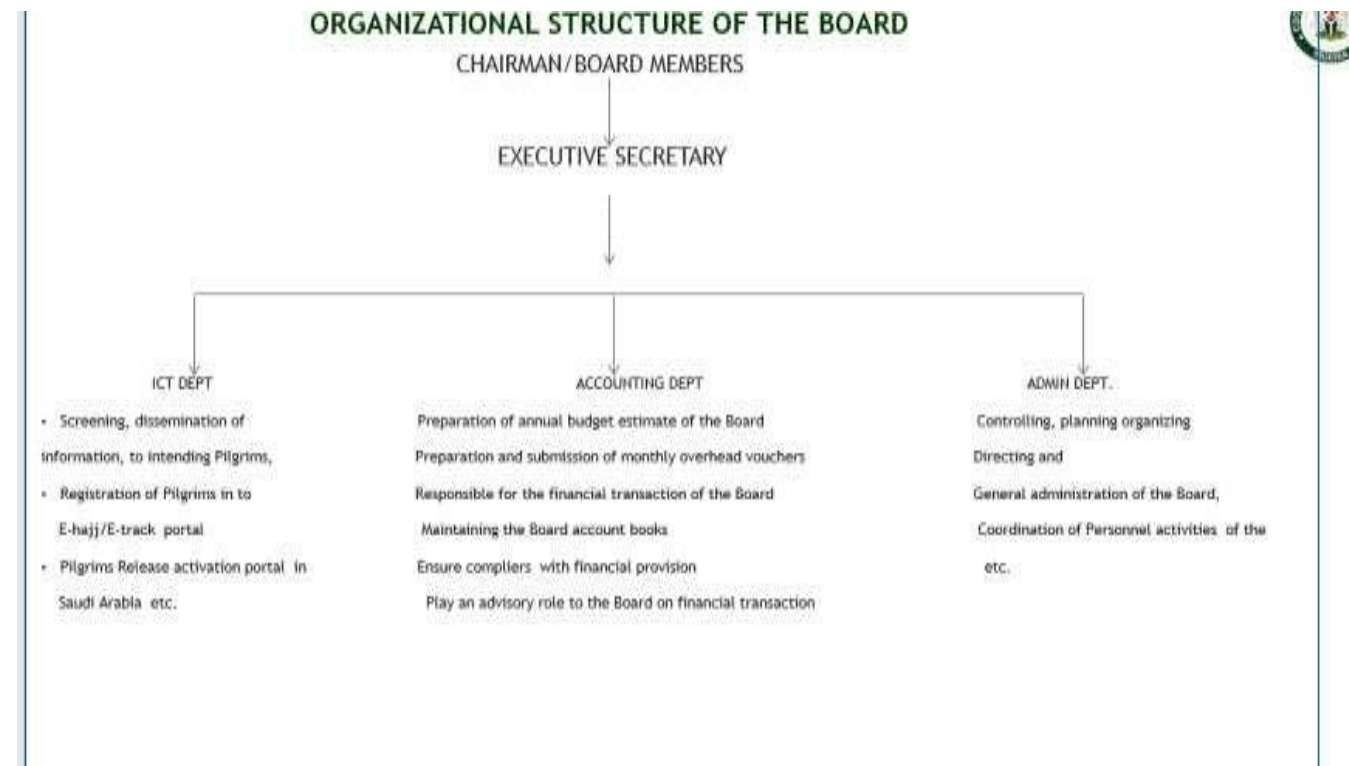 ORGANIZATIONAL STRUCTURE OF THE BOARD
CHAIRMAN/BOARD MEMBERS
EXECUTIVE SECRETARY
ICT DEPT
• Screening, dissemination of
information, to intending Pilgrims,
• Registration of Pilgrims in to
E-hajj/E-track portal
• Pilgrims Release activation portal in
Saudi Arabia etc.
ACCOUNTING DEPT
Preparation of annual budget estimate of the Board
Preparation and submission of monthly overhead vouchers
Responsible for the financial transaction of the Board
Maintaining the Board account books
Ensure compliers with financial provision
Play an advisory role to the Board on financial transaction
ADMIN DEPT.
Controlling, planning organizing
Directing and
General administration of the Board,
Coordination of Personnel activities of the
etc.